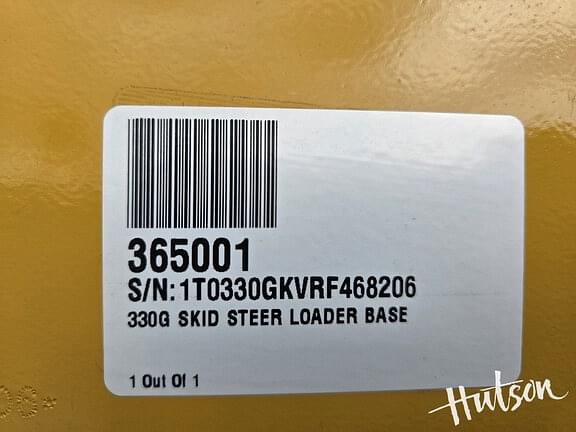 365001
S/N:1T0330GKVRF468206
330G SKID STEER LOADER BASE
1 Out Of 1
Hutson